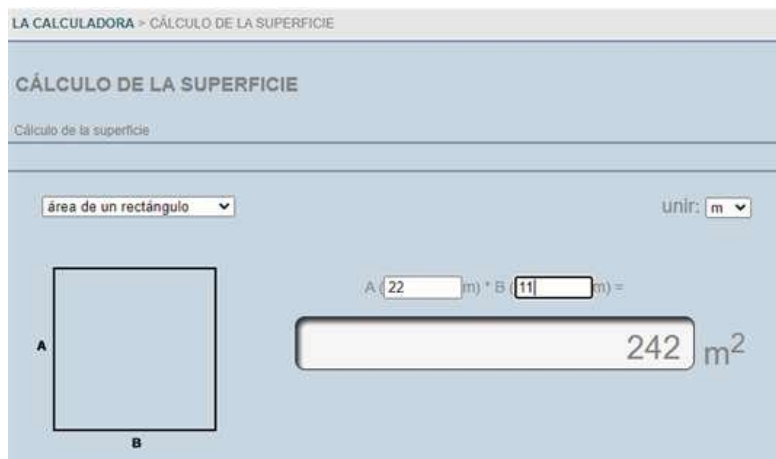 LA CALCULADORA > CÁLCULO DE LA SUPERFICIE
CÁLCULO DE LA SUPERFICIE
Cálculo de la superficie
área de un rectángulo
unir: m
A (22 m) * B (11 m) =
242 m²
A
B